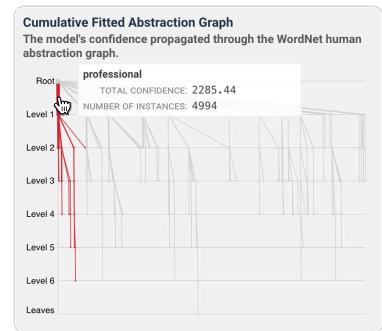 Cumulative Fitted Abstraction Graph
The model's confidence propagated through the WordNet human
abstraction graph.
Root
professional
TOTAL CONFIDENCE: 2285.44
NUMBER OF INSTANCES: 4994
Level 1
Level 2
Level 3
Level 4
Level 5
Level 6
Leaves